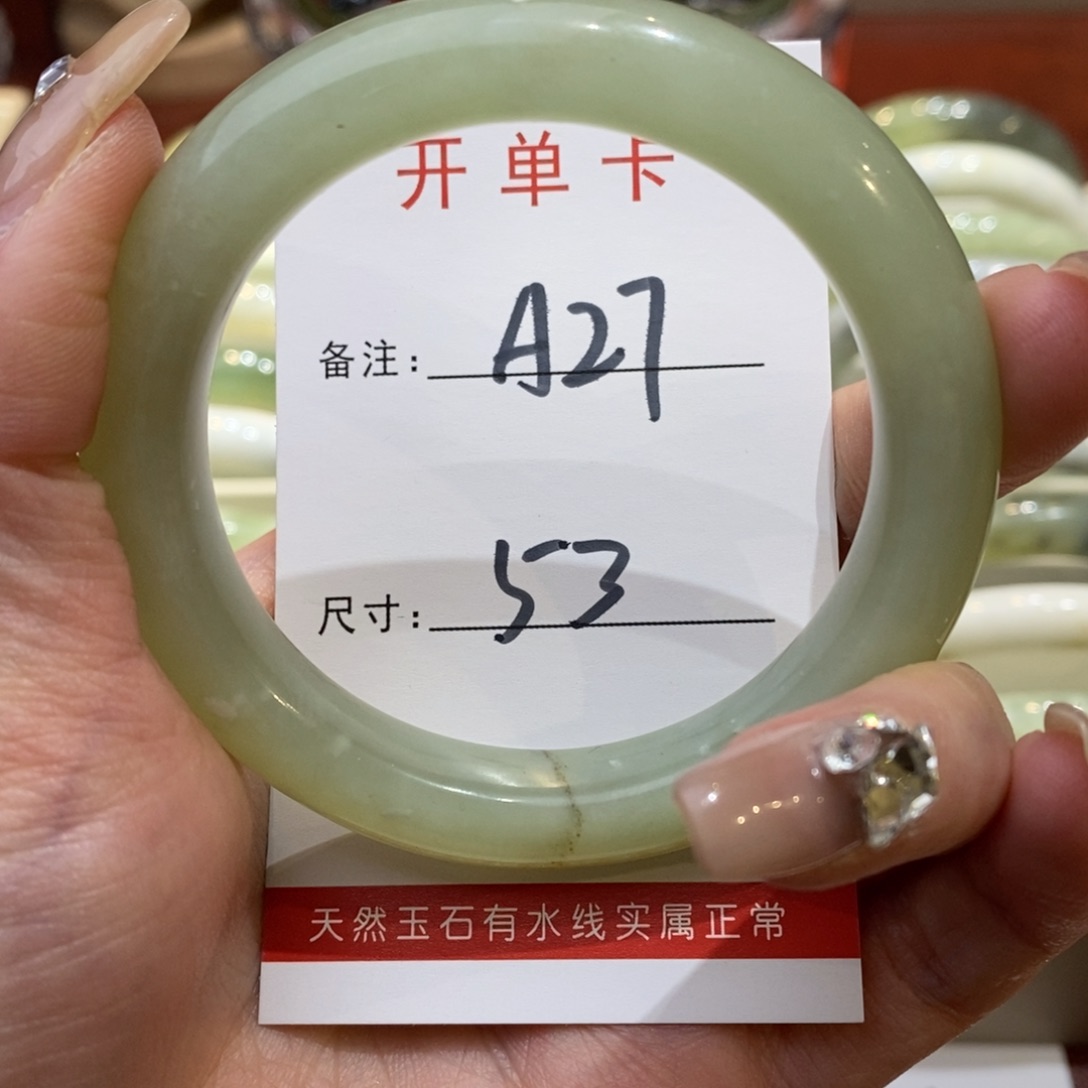 开单卡
备注：A27
尺寸：53
天然玉石有水线实属正常